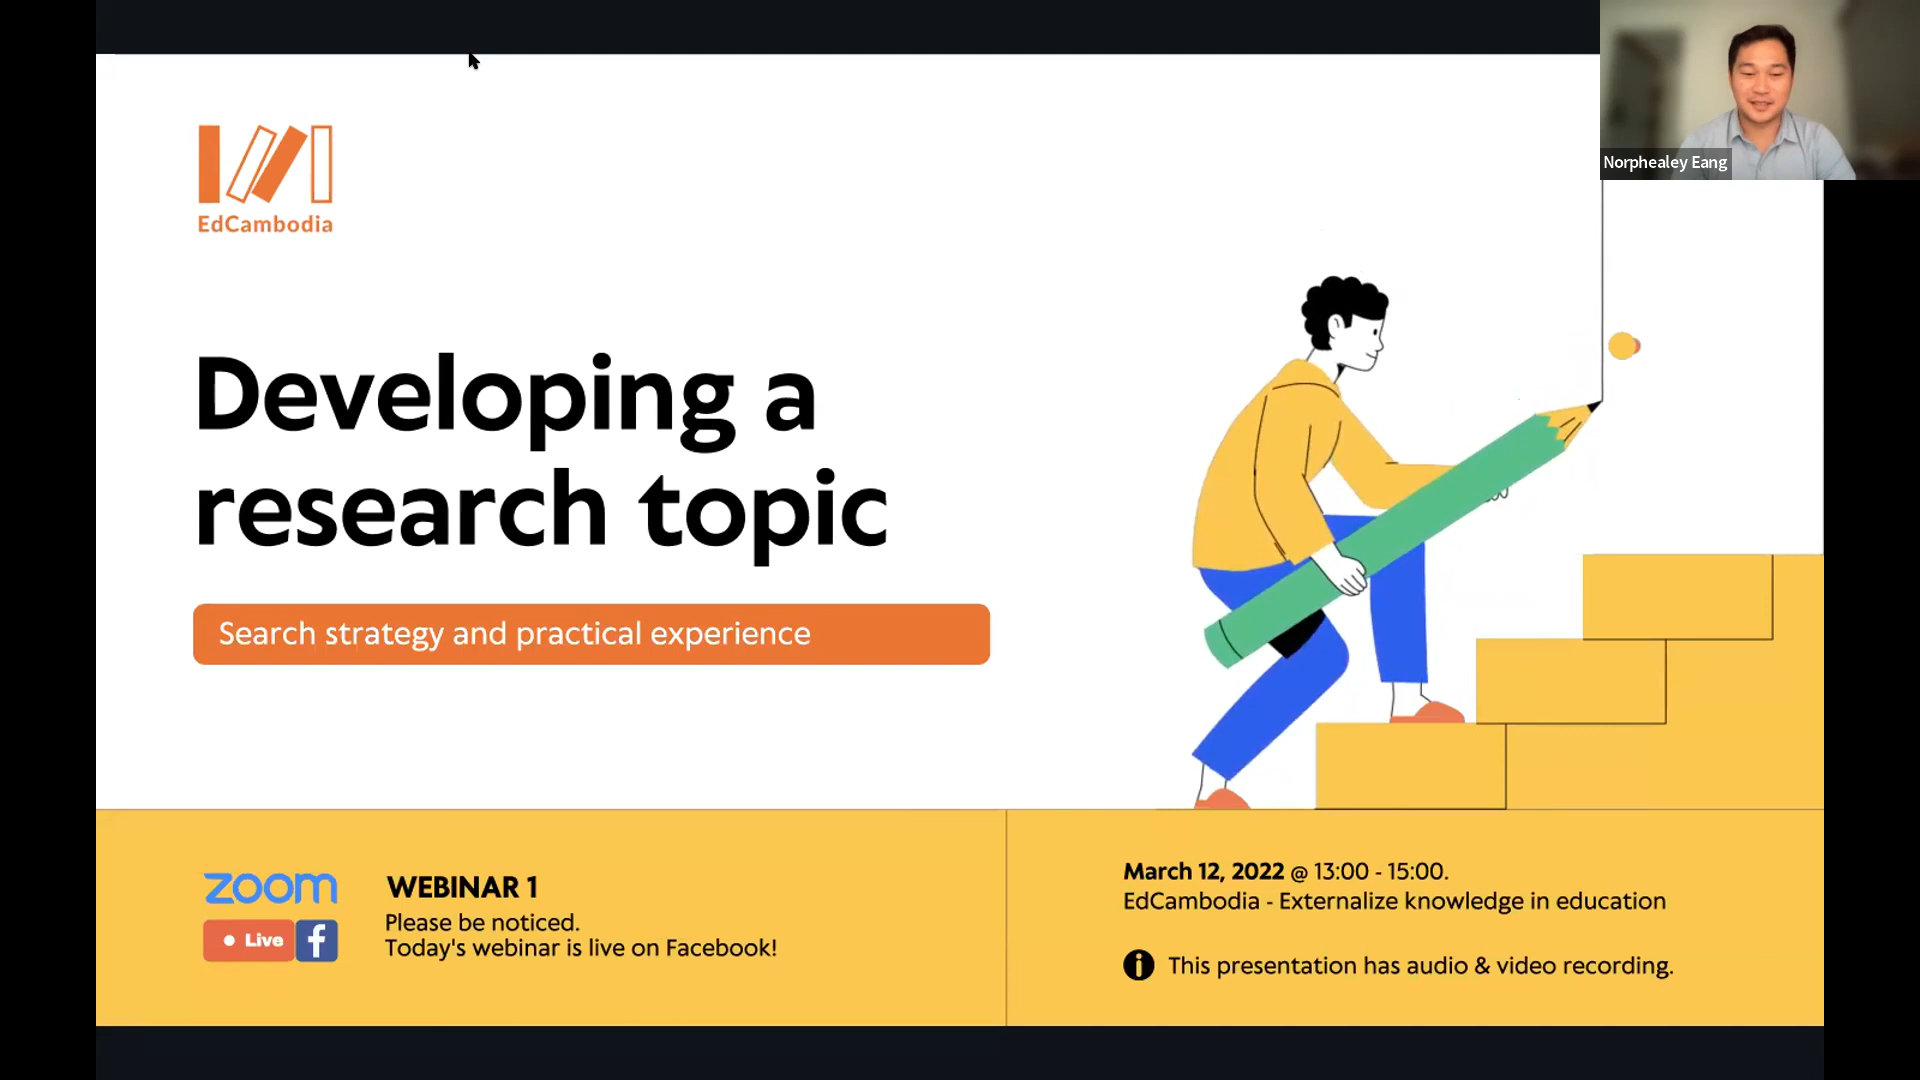 Norphealey Eang
EdCambodia
Developing a
research topic
Search strategy and practical experience
zoom
Live
WEBINAR 1
Please be noticed.
Today's webinar is live on Facebook!
March 12, 2022 @ 13:00 - 15:00.
EdCambodia - Externalize knowledge in education
This presentation has audio & video recording.